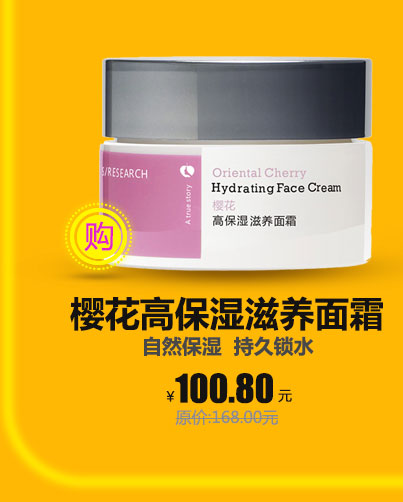 Oriental Cherry
S/RESEARCH
Hydrating Face Cream
A true story
樱花
高保湿滋养面霜
购
樱花高保湿滋养面霜
自然保湿 持久锁水
¥100.80元
原价:168.00元